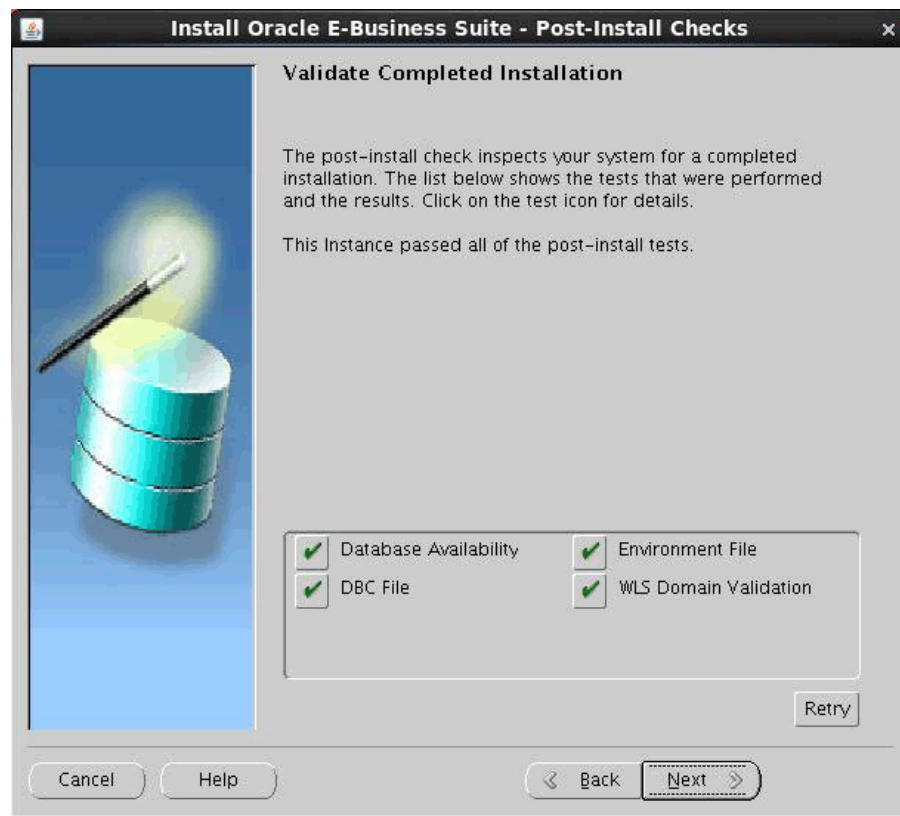 Install Oracle E-Business Suite - Post-Install Checks
Validate Completed Installation
The post-install check inspects your system for a completed
installation. The list below shows the tests that were performed
and the results. Click on the test icon for details.
This Instance passed all of the post-install tests.
Database Availability
Environment File
DBC File
WLS Domain Validation
Retry
Cancel
Help
Back
Next